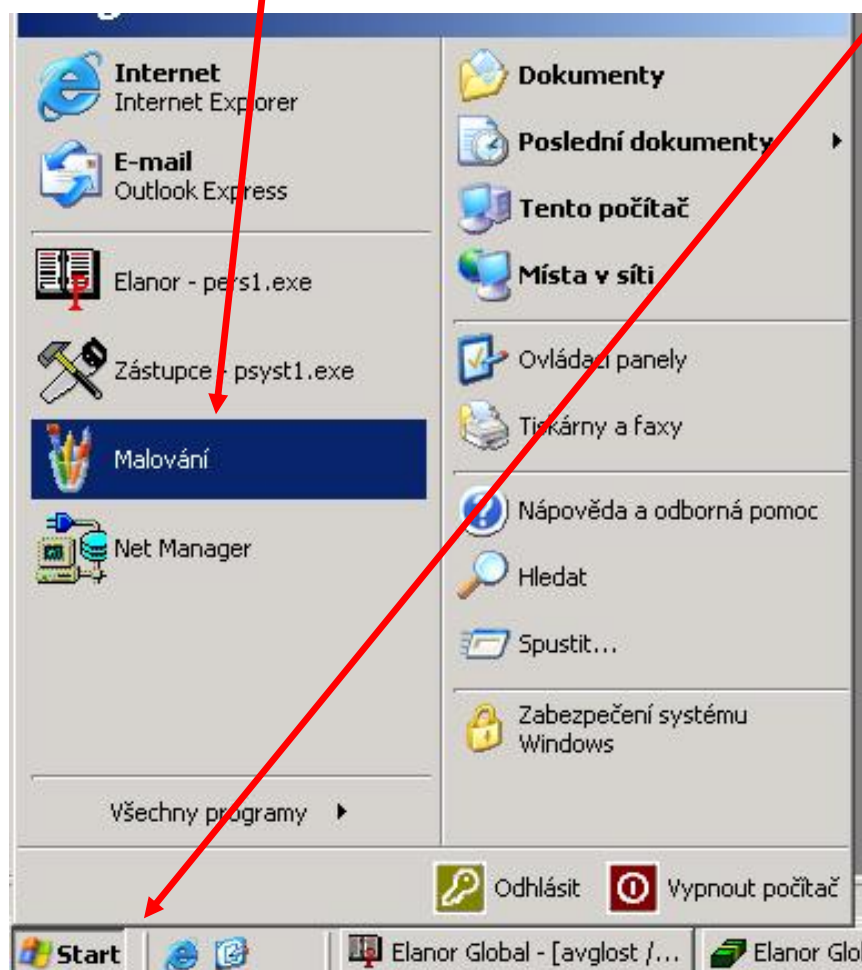 Internet
Internet Explorer
E-mail
Outlook Express
Elanor - pers1.exe
Zástupce - psyst1.exe
Malování
Net Manager
Všechny programy
Dokumenty
Poslední dokumenty
Tento počítač
Místa v síti
Ovládací panely
Tiskárny a faxy
Nápověda a odborná pomoc
Hledat
Spustit...
Zabezpečení systému
Windows
Odhlásit
Vypnout počítač
Start
Elanor Global - [avglost /...
Elanor Glo